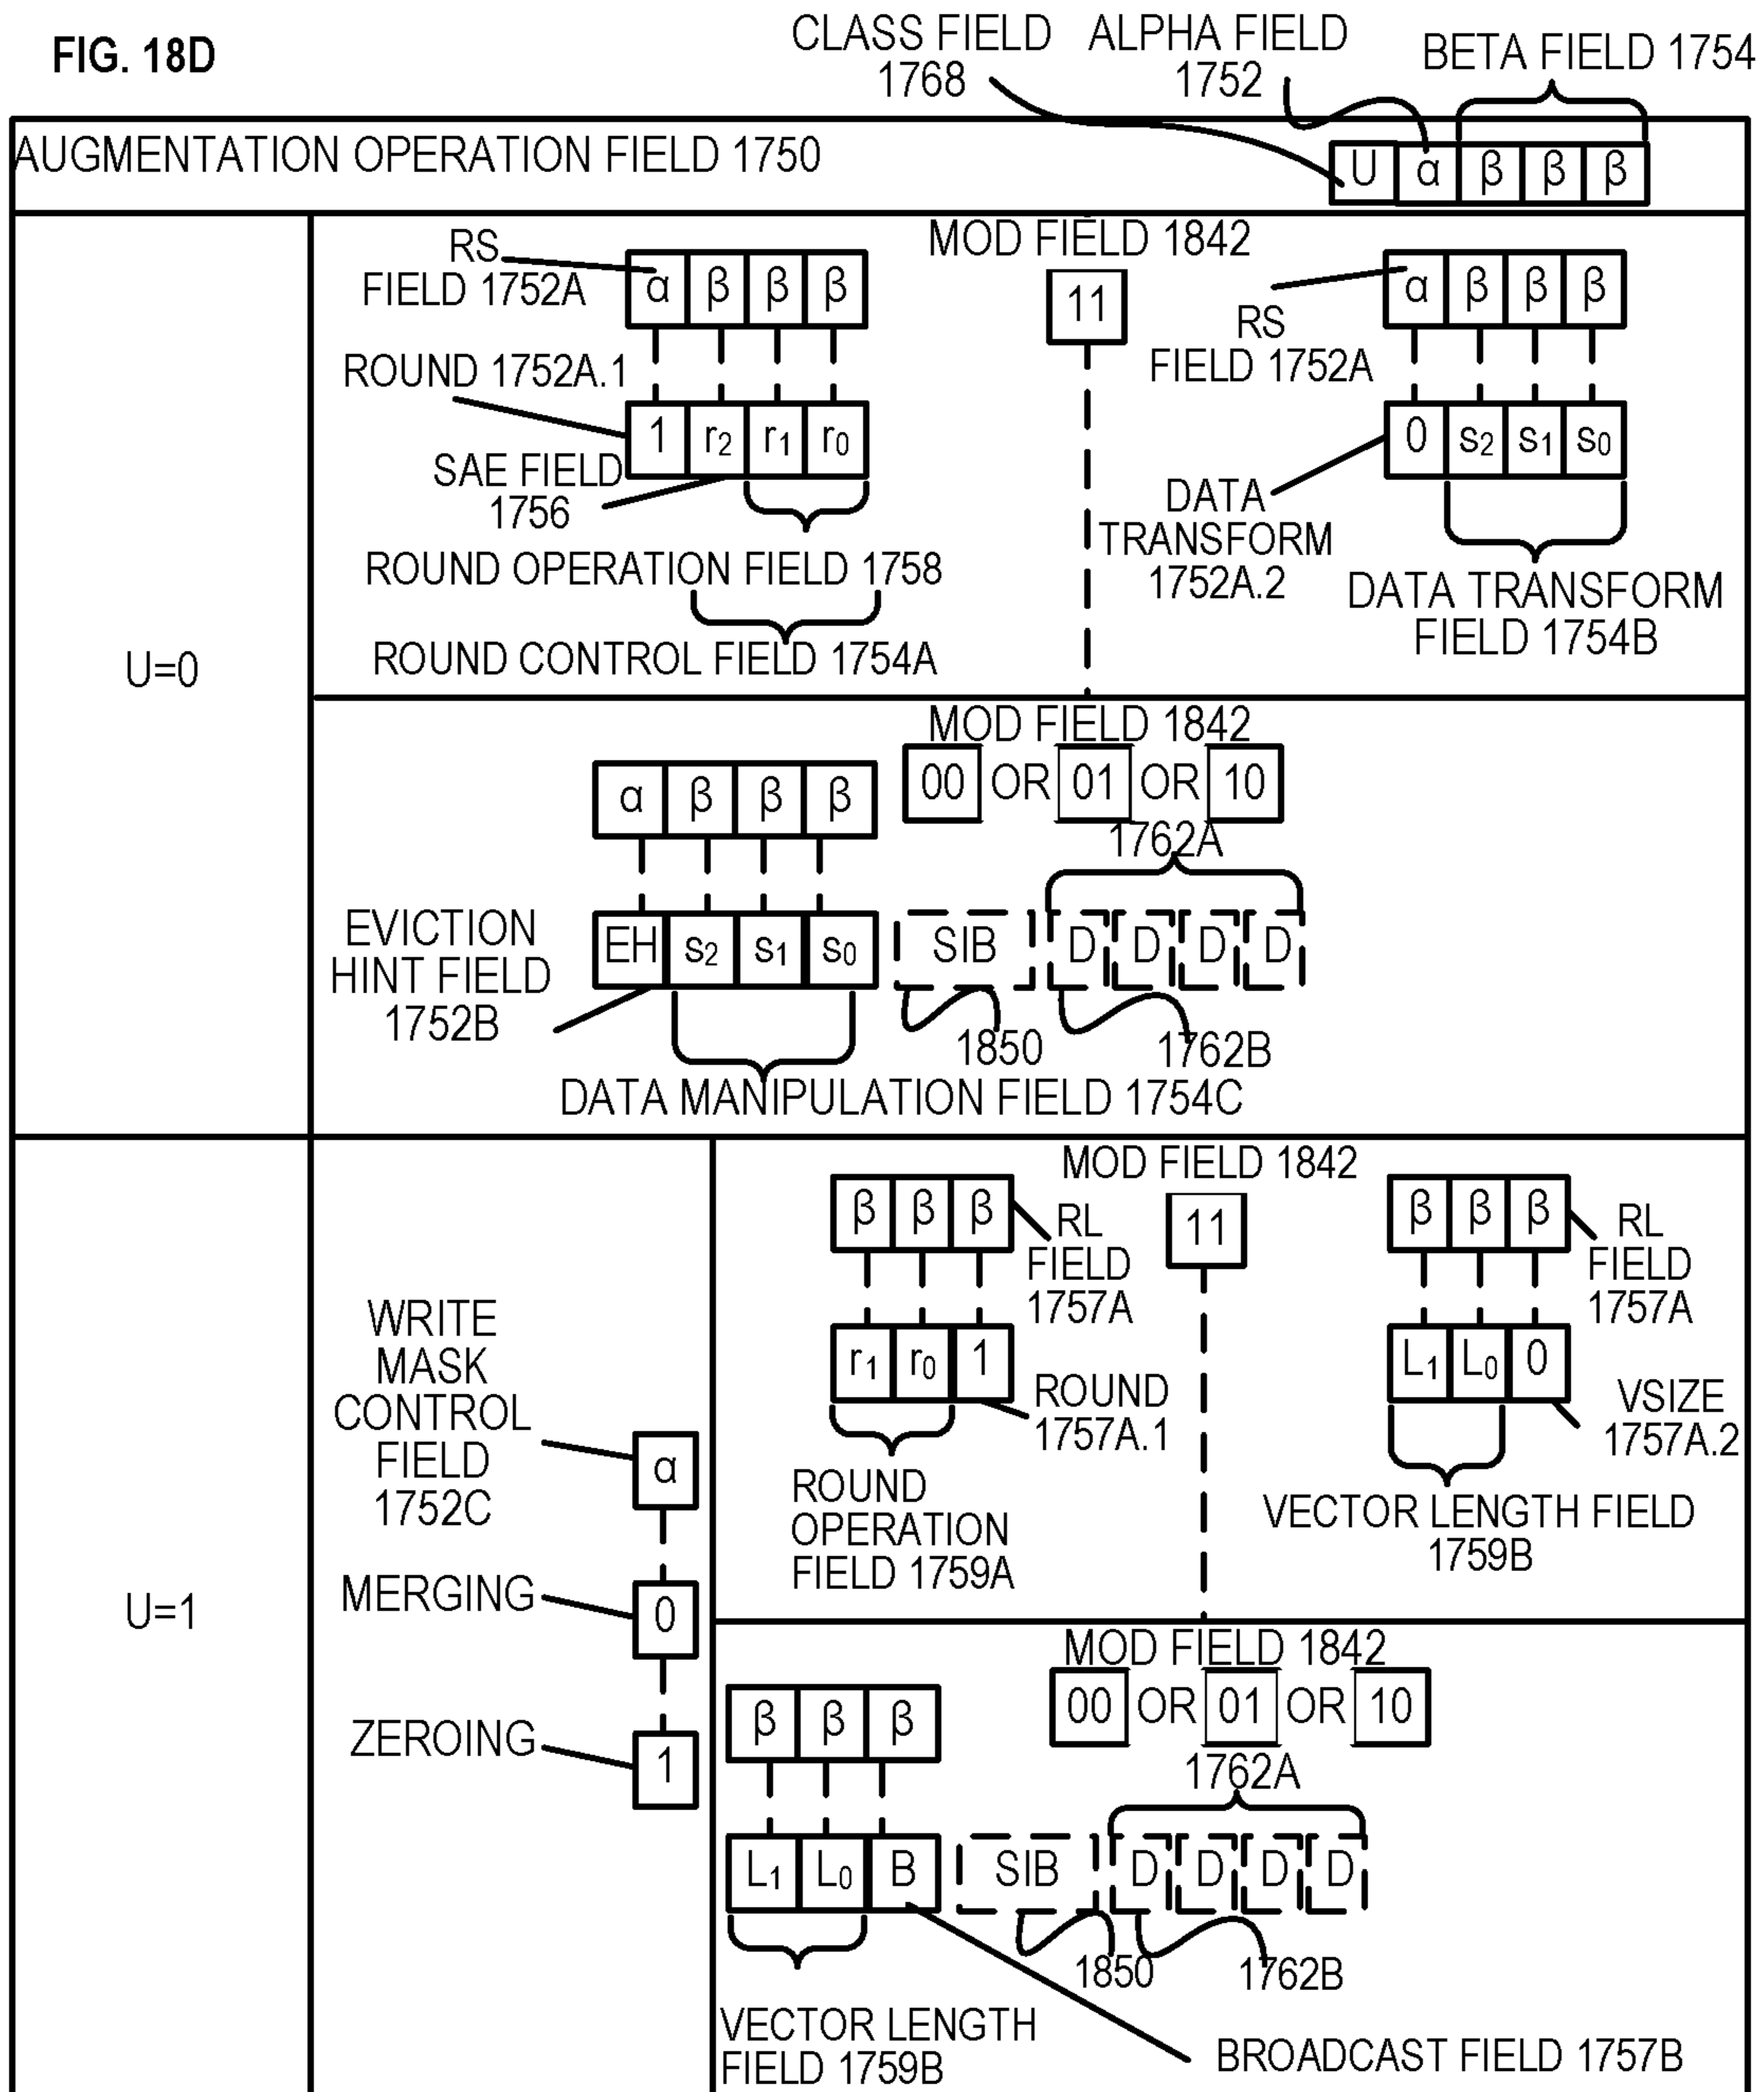 FIG. 18D
CLASS FIELD
1768
ALPHA FIELD
1752
BETA FIELD 1754
AUGMENTATION OPERATION FIELD 1750
U α β β β
U=0
MOD FIELD 1842
11
RS
FIELD 1752A
α β β β
ROUND 1752A.1
1 r2 r1 r0
SAE FIELD
1756
ROUND OPERATION FIELD 1758
ROUND CONTROL FIELD 1754A
α β β β
RS
FIELD 1752A
0 s2 s1 s0
DATA
TRANSFORM
1752A.2
DATA TRANSFORM
FIELD 1754B
MOD FIELD 1842
00 OR 01 OR 10
α β β β
1762A
EVICTION
HINT FIELD
1752B
EH s2 s1 s0 SIB D D D D
1850
1762B
DATA MANIPULATION FIELD 1754C
U=1
WRITE
MASK
CONTROL
FIELD
1752C
α
MERGING
0
ZEROING
1
MOD FIELD 1842
11
β β β
RL
FIELD
1757A
r1 r0 1
ROUND
1757A.1
ROUND
OPERATION
FIELD 1759A
β β β
RL
FIELD
1757A
L1 L0 0
VSIZE
1757A.2
VECTOR LENGTH FIELD
1759B
MOD FIELD 1842
00 OR 01 OR 10
β β β
1762A
L1 L0 B SIB D D D D
1850
1762B
VECTOR LENGTH
FIELD 1759B
BROADCAST FIELD 1757B